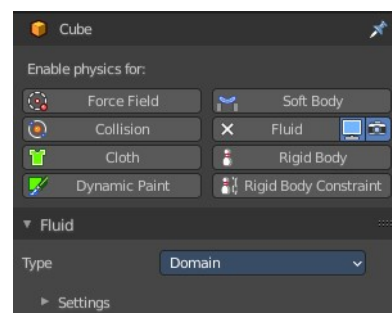 Cube
Enable physics for:
Force Field Soft Body
Collision Fluid
Cloth Rigid Body
Dynamic Paint Rigid Body Constraint
Fluid
Type Domain
Settings